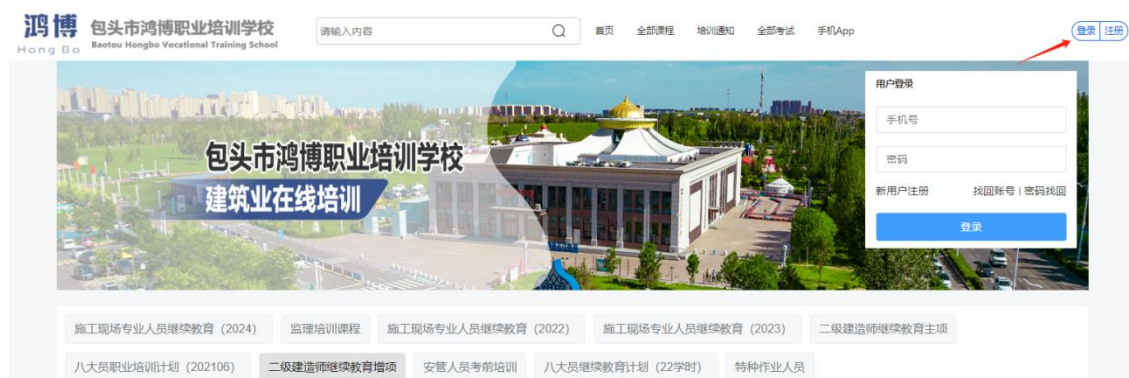 鸿博 包头市鸿博职业培训学校
Hong Bo Baotou Hongbo Vocational Training School
请输入内容
首页 全部课程 培训通知 全部考试 手机App
登录 注册
包头市鸿博职业培训学校
建筑业在线培训
用户登录
手机号
密码
新用户注册 找回账号 | 密码找回
登录
施工现场专业人员继续教育（2024） 监理培训课程 施工现场专业人员继续教育（2022） 施工现场专业人员继续教育（2023） 二级建造师继续教育主项
八大员职业培训计划（202106） 二级建造师继续教育增项 安管人员考前培训 八大员继续教育计划（22学时） 特种作业人员